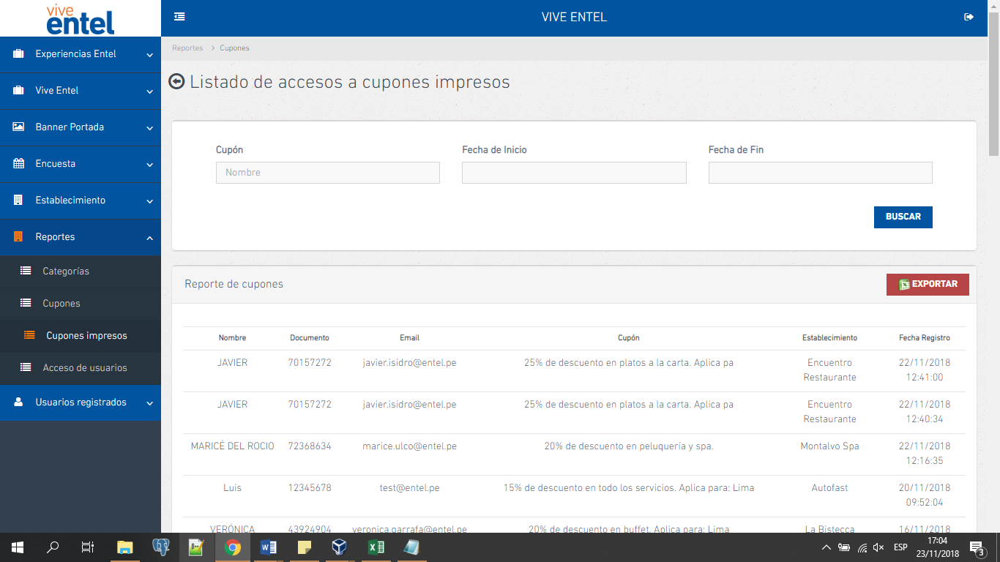 vive
entel
VIVE ENTEL
Experiencias Entel
Vive Entel
Banner Portada
Encuesta
Establecimiento
Reportes
Categorías
Cupones
Cupones impresos
Acceso de usuarios
Usuarios registrados
Reportes > Cupones
Listado de accesos a cupones impresos
Cupón Fecha de Inicio Fecha de Fin
Nombre
BUSCAR
Reporte de cupones EXPORTAR
Nombre Documento Email Cupón Establecimiento Fecha Registro
JAVIER 70157272 javier.isidro@entel.pe 25% de descuento en platos a la carta. Aplica pa Encuentro 22/11/2018
Restaurante 12:41:00
JAVIER 70157272 javier.isidro@entel.pe 25% de descuento en platos a la carta. Aplica pa Encuentro 22/11/2018
Restaurante 12:40:34
MARICÉ DEL ROCIO 72368634 marice.ulco@entel.pe 20% de descuento en peluquería y spa. Montalvo Spa 22/11/2018
12:16:35
Luis 12345678 test@entel.pe 15% de descuento en todo los servicios. Aplica para: Lima Autofast 20/11/2018
09:52:04
VERÓNICA 43924904 veronica.garrafa@entel.pe 20% de descuento en buffet. Aplica para: Lima La Bistecca 16/11/2018
ESP
17:04
23/11/2018
3